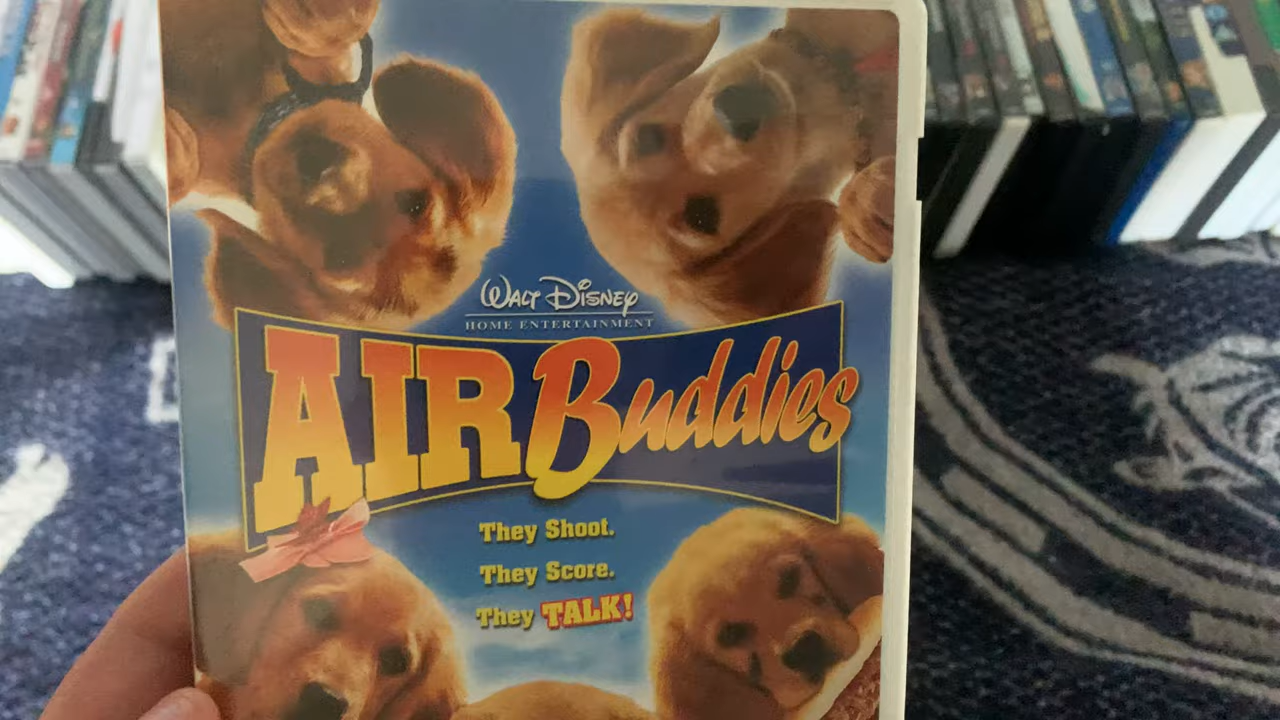 WALT DISNEY
HOME ENTERTAINMENT
AIR Buddies
They Shoot.
They Score.
They TALK!